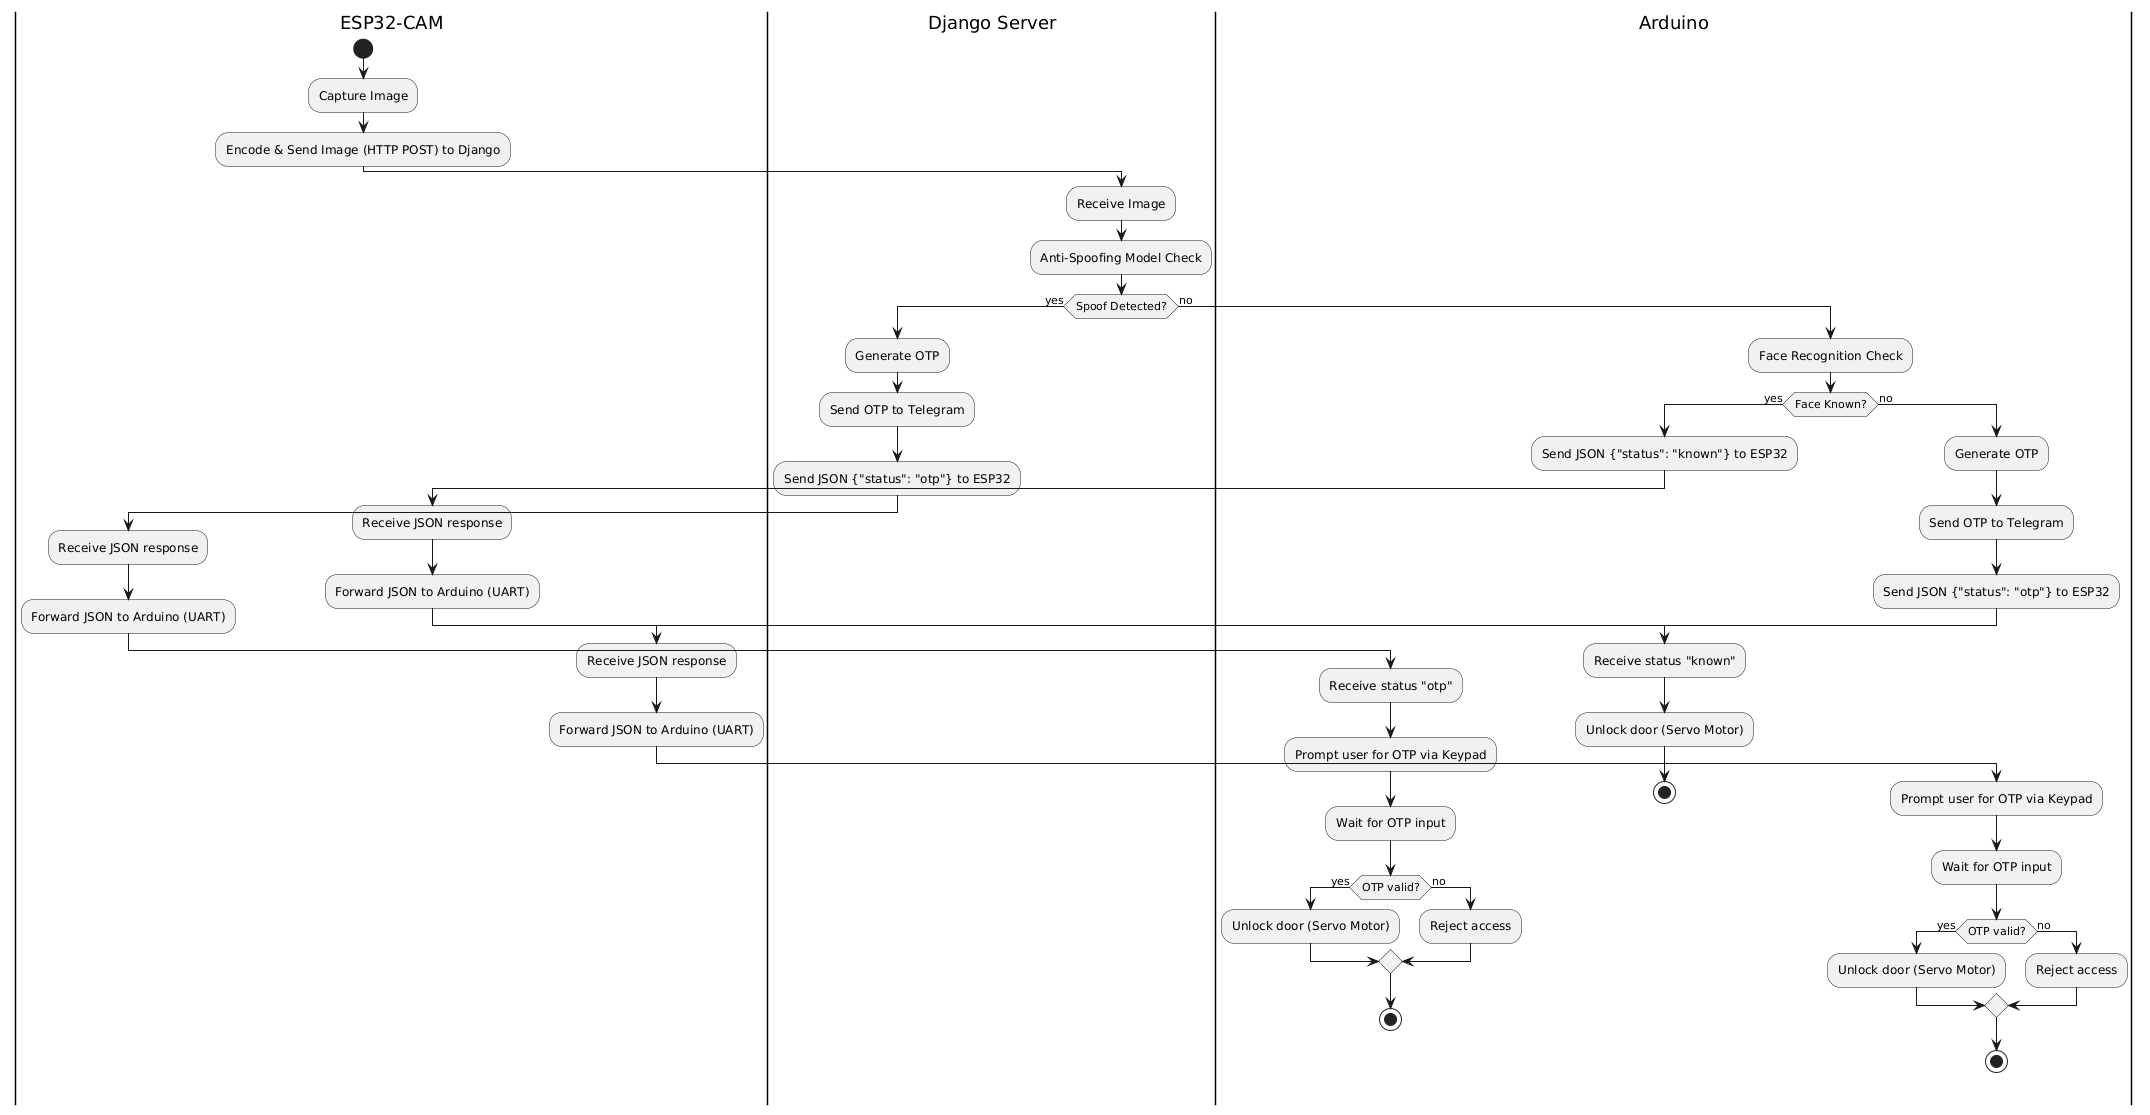 ESP32-CAM
Django Server
Arduino
Capture Image
Encode & Send Image (HTTP POST) to Django
Receive Image
Anti-Spoofing Model Check
yes
Spoof Detected?
no
Generate OTP
Face Recognition Check
Send OTP to Telegram
yes
Face Known?
no
Send JSON {"status": "otp"} to ESP32
Send JSON {"status": "known"} to ESP32
Generate OTP
Receive JSON response
Receive JSON response
Send OTP to Telegram
Forward JSON to Arduino (UART)
Forward JSON to Arduino (UART)
Send JSON {"status": "otp"} to ESP32
Receive JSON response
Receive status "otp"
Receive status "known"
Forward JSON to Arduino (UART)
Prompt user for OTP via Keypad
Unlock door (Servo Motor)
Prompt user for OTP via Keypad
Wait for OTP input
Wait for OTP input
yes
OTP valid?
no
Unlock door (Servo Motor)
Reject access
yes
OTP valid?
no
Unlock door (Servo Motor)
Reject access